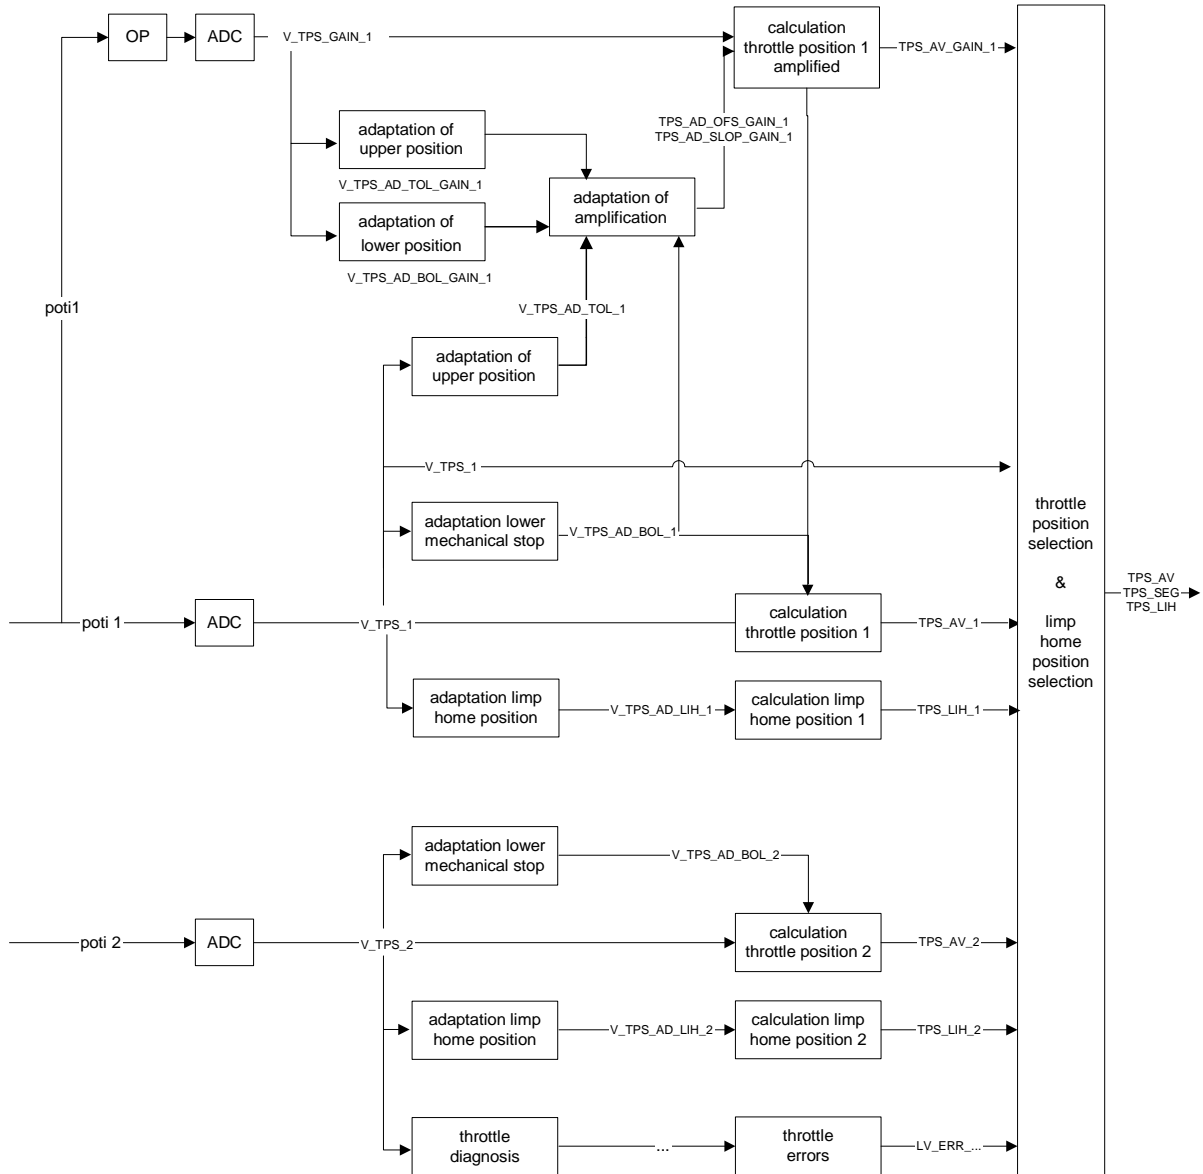 OP
ADC
V_TPS_GAIN_1
calculation
throttle position 1
amplified
TPS_AV_GAIN_1
adaptation of
upper position
V_TPS_AD_TOL_GAIN_1
TPS_AD_OFS_GAIN_1
TPS_AD_SLOP_GAIN_1
adaptation of
amplification
adaptation of
lower position
V_TPS_AD_BOL_GAIN_1
poti1
V_TPS_AD_TOL_1
adaptation of
upper position
V_TPS_1
adaptation lower
mechanical stop
V_TPS_AD_BOL_1
throttle
position
selection
&
limp
home
position
selection
TPS_AV
TPS_SEG
TPS_LIH
poti 1
ADC
V_TPS_1
calculation
throttle position 1
TPS_AV_1
adaptation limp
home position
V_TPS_AD_LIH_1
calculation limp
home position 1
TPS_LIH_1
adaptation lower
mechanical stop
V_TPS_AD_BOL_2
poti 2
ADC
V_TPS_2
calculation
throttle position 2
TPS_AV_2
adaptation limp
home position
V_TPS_AD_LIH_2
calculation limp
home position 2
TPS_LIH_2
throttle
diagnosis
...
throttle
errors
LV_ERR_...